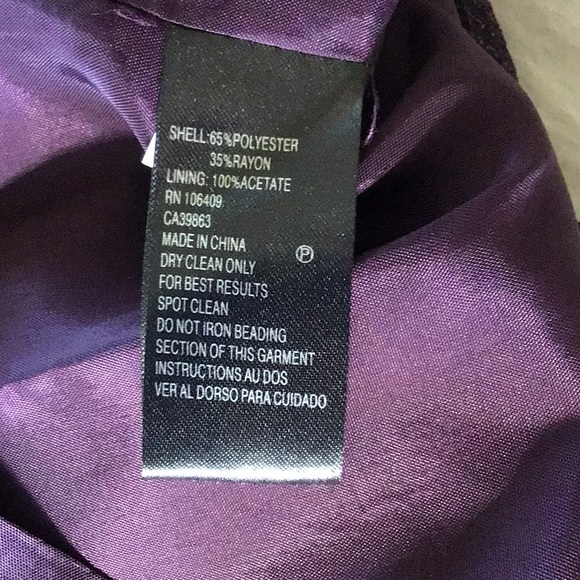 SHELL:65%POLYESTER
35%RAYON
LINING: 100%ACETATE
RN 106409
CA39863
MADE IN CHINA
P
DRY CLEAN ONLY
FOR BEST RESULTS
SPOT CLEAN
DO NOT IRON BEADING
SECTION OF THIS GARMENT
INSTRUCTIONS AU DOS
VER AL DORSO PARA CUIDADO